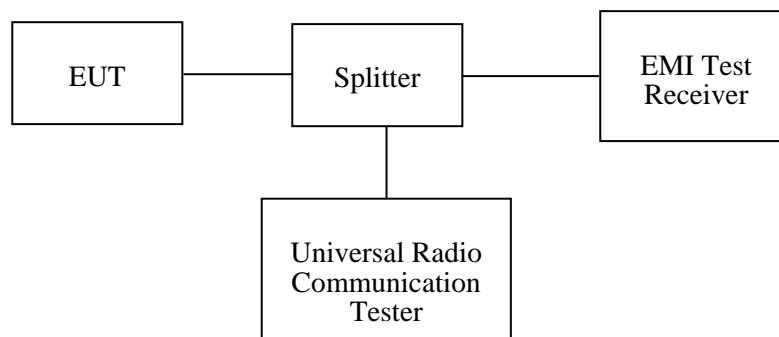 EUT
Splitter
EMI Test
Receiver
Universal Radio
Communication
Tester